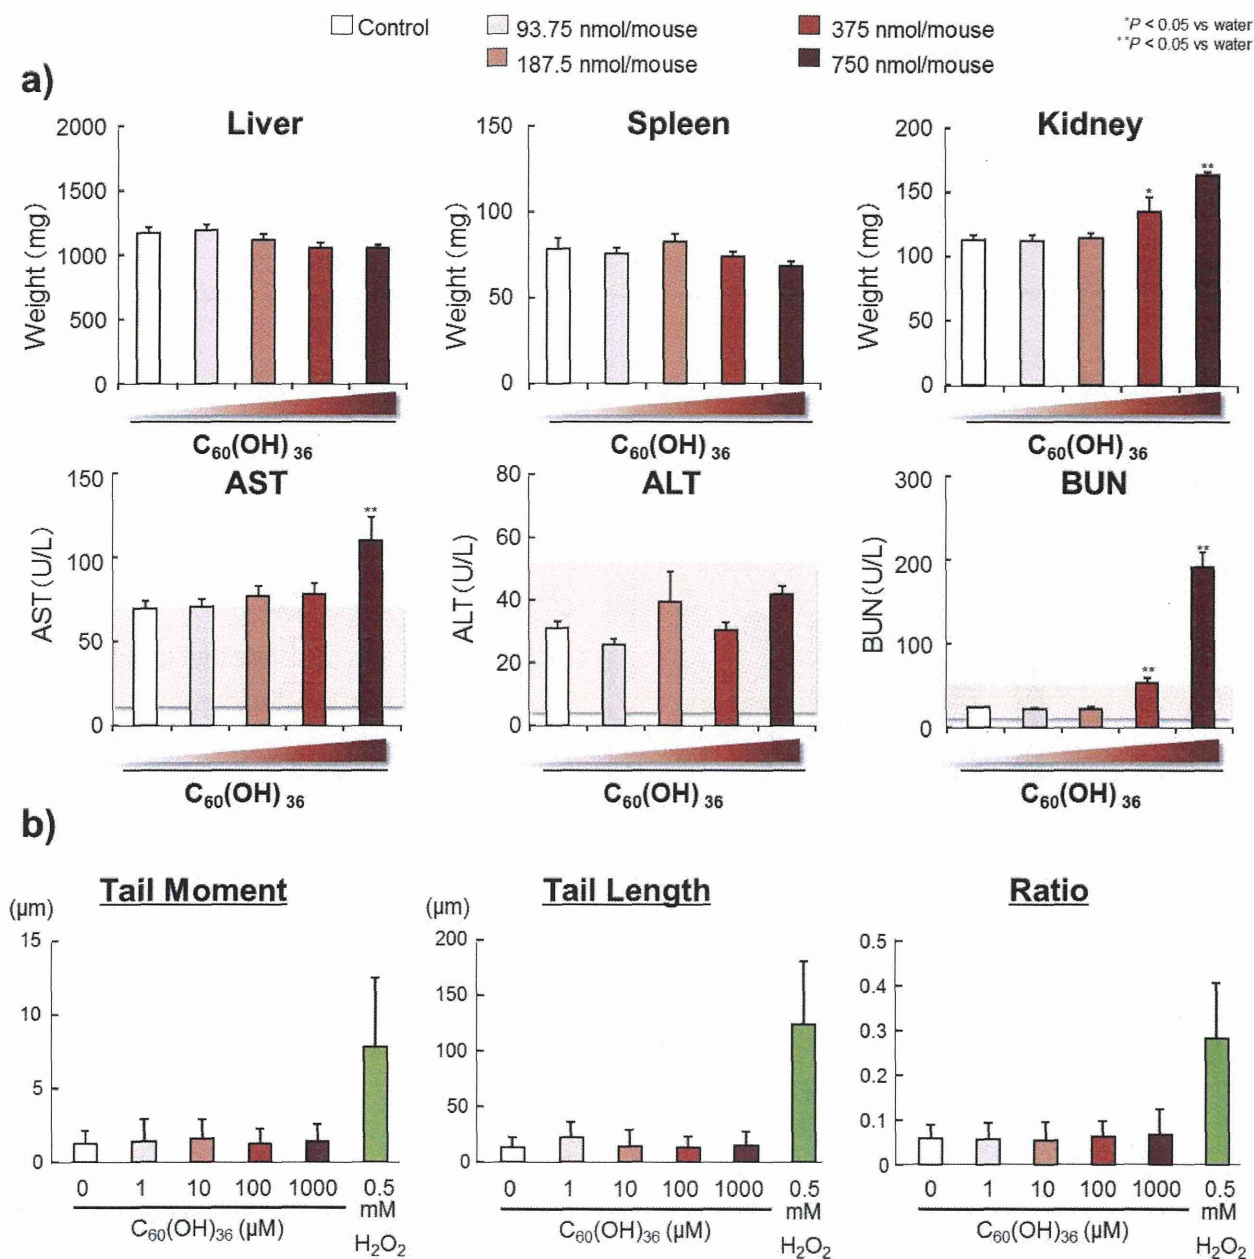 Control
93.75 nmol/mouse
187.5 nmol/mouse
375 nmol/mouse
750 nmol/mouse
*P < 0.05 vs water
**P < 0.05 vs water
a)
Liver
Weight (mg)
2000
1500
1000
500
0
C60(OH) 36
Spleen
Weight (mg)
150
100
50
0
C60(OH) 36
Kidney
Weight (mg)
200
150
100
50
0
*
**
C60(OH) 36
AST
AST(U/L)
150
100
50
0
**
C60(OH) 36
ALT
ALT(U/L)
80
60
40
20
0
C60(OH) 36
BUN
BUN(U/L)
300
200
100
0
**
**
C60(OH) 36
b)
Tail Moment
(μm)
15
10
5
0
0 1 10 100 1000 0.5
mM
C60(OH)36 (μM)
H2O2
Tail Length
(μm)
200
150
100
50
0
0 1 10 100 1000 0.5
mM
C60(OH)36 (μM)
H2O2
Ratio
0.5
0.4
0.3
0.2
0.1
0
0 1 10 100 1000 0.5
mM
C60(OH)36 (μM)
H2O2